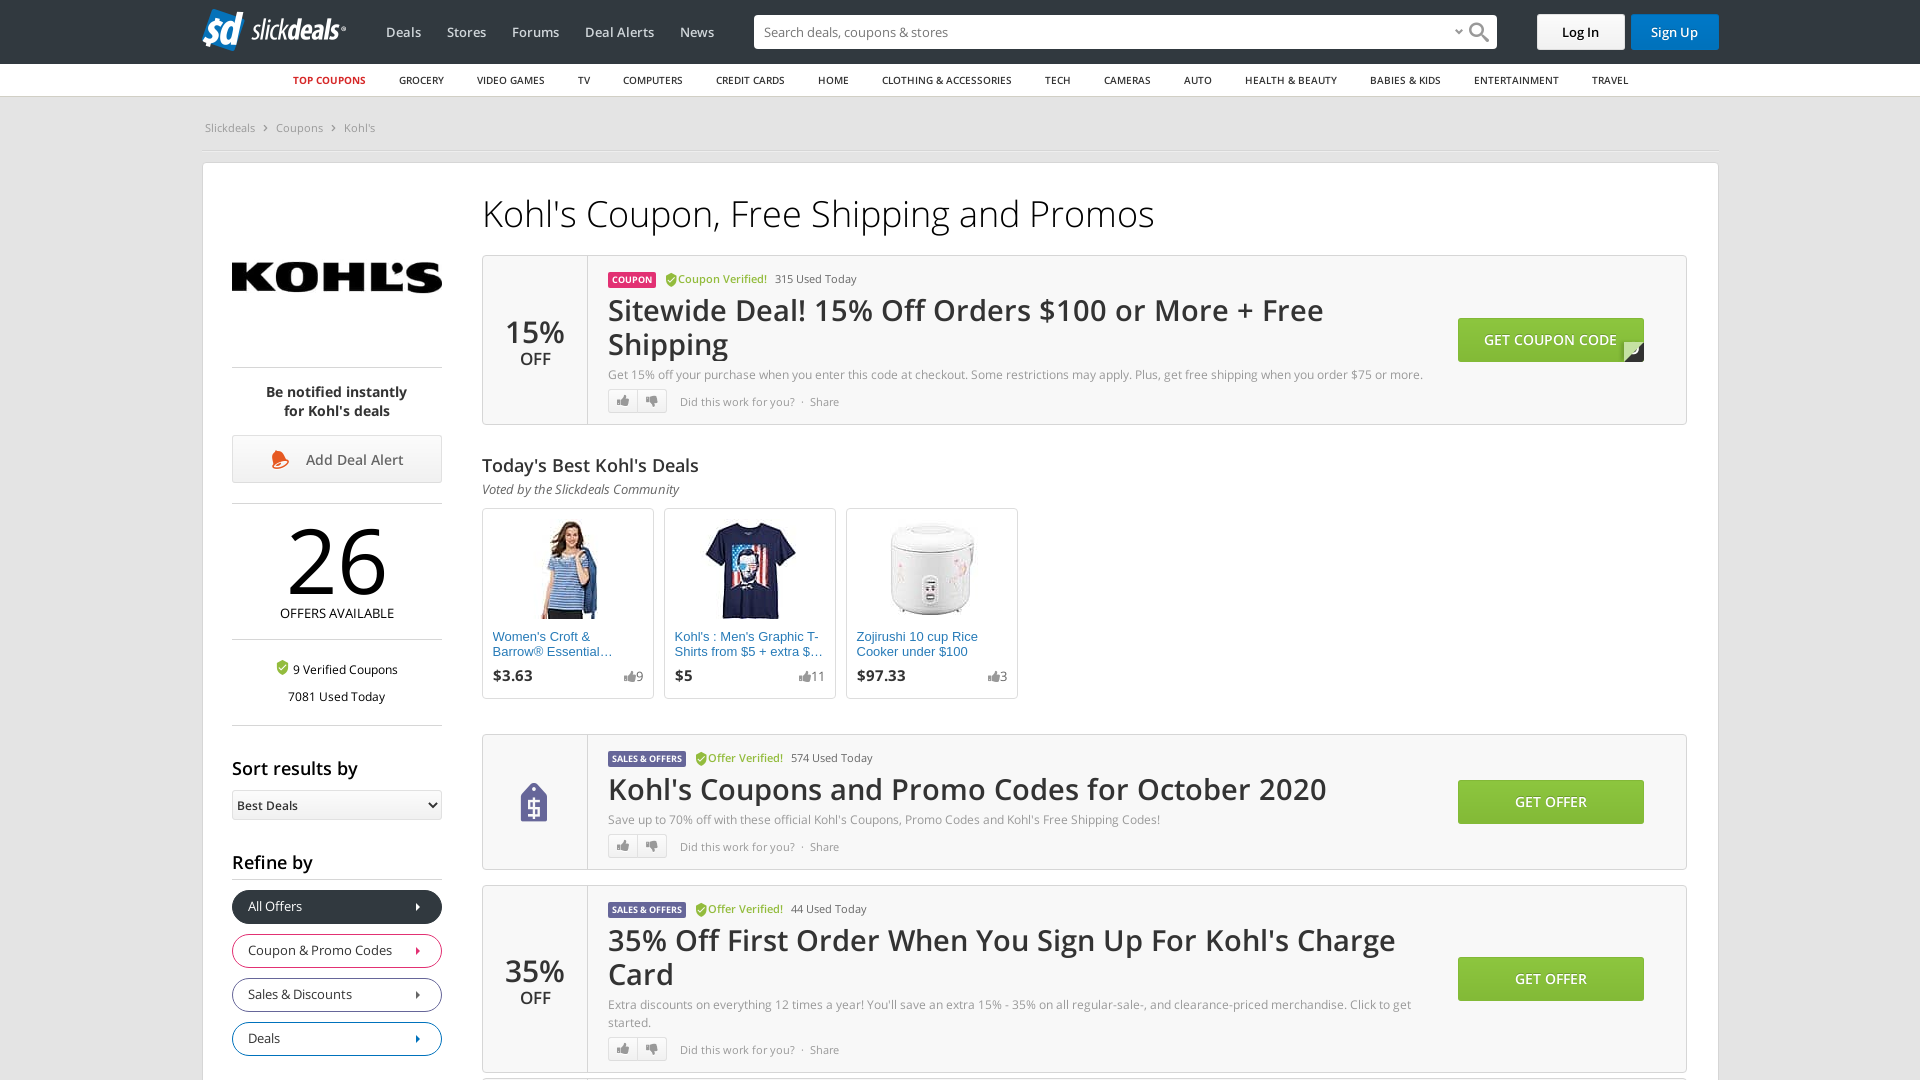 sd slickdeals
Deals
Stores
Forums
Deal Alerts
News
Search deals, coupons & stores
Log In
Sign Up
TOP COUPONS
GROCERY
VIDEO GAMES
TV
COMPUTERS
CREDIT CARDS
HOME
CLOTHING & ACCESSORIES
TECH
CAMERAS
AUTO
HEALTH & BEAUTY
BABIES & KIDS
ENTERTAINMENT
TRAVEL
Slickdeals
Coupons
Kohl's
KOHL'S
Be notified instantly
for Kohl's deals
Add Deal Alert
26
OFFERS AVAILABLE
9 Verified Coupons
7081 Used Today
Sort results by
Best Deals
Refine by
All Offers
Coupon & Promo Codes
Sales & Discounts
Deals
Kohl's Coupon, Free Shipping and Promos
15%
OFF
COUPON
Coupon Verified!
315 Used Today
Sitewide Deal! 15% Off Orders $100 or More + Free
Shipping
Get 15% off your purchase when you enter this code at checkout. Some restrictions may apply. Plus, get free shipping when you order $75 or more.
Did this work for you? · Share
GET COUPON CODE
Today's Best Kohl's Deals
Voted by the Slickdeals Community
Women's Croft &
Barrow® Essential…
$3.63
9
Kohl's : Men's Graphic T-
Shirts from $5 + extra $…
$5
11
Zojirushi 10 cup Rice
Cooker under $100
$97.33
3
SALES & OFFERS
Offer Verified!
574 Used Today
Kohl's Coupons and Promo Codes for October 2020
Save up to 70% off with these official Kohl's Coupons, Promo Codes and Kohl's Free Shipping Codes!
Did this work for you? · Share
GET OFFER
35%
OFF
SALES & OFFERS
Offer Verified!
44 Used Today
35% Off First Order When You Sign Up For Kohl's Charge
Card
Extra discounts on everything 12 times a year! You'll save an extra 15% - 35% on all regular-sale-, and clearance-priced merchandise. Click to get
started.
Did this work for you? · Share
GET OFFER